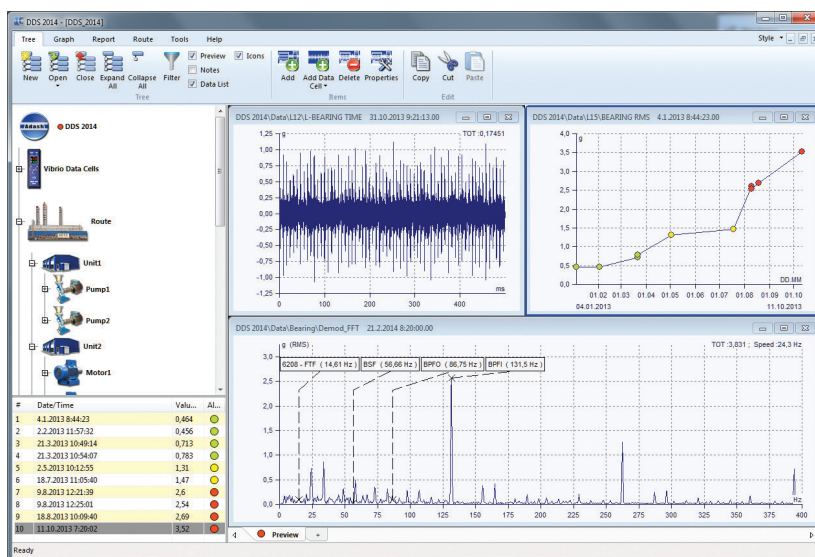 DDS 2014 - [DDS_2014]
Tree Graph Report Route Tools Help Style
New Open Close Expand All Collapse All Filter Preview Notes Data List Icons Add Add Data Cell Delete Properties Copy Cut Paste
Tree Items Edit
Adash
DDS 2014
Vibrio Data Cells
Route
Unit1
Pump1
Pump2
Unit2
Motor1
# Date/Time Valu... Al...
1 4.1.2013 8:44:23 0,464
2 2.2.2013 11:57:32 0,456
3 21.3.2013 10:49:14 0,713
4 21.3.2013 10:54:07 0,783
5 2.5.2013 10:12:55 1,31
6 18.7.2013 11:05:40 1,47
7 9.8.2013 12:21:39 2,6
8 9.8.2013 12:25:01 2,54
9 18.8.2013 10:09:40 2,69
10 11.10.2013 7:20:02 3,52
DDS 2014\Data\L12\L-BEARING TIME 31.10.2013 9:21:13.00
g TOT :0,17451
1,25
1,00
0,75
0,50
0,25
0,00
-0,25
-0,50
-0,75
-1,00
-1,25
0 100 200 300 400
ms
DDS 2014\Data\L15\BEARING RMS 4.1.2013 8:44:23.00
g
4,0
3,5
3,0
2,5
2,0
1,5
1,0
0,5
0,0
DD.MM
01.02 01.03 01.04 01.05 01.06 01.07 01.08 01.09 01.10
04.01.2013 11.10.2013
DDS 2014\Data\Bearing\Demod_FFT 21.2.2014 8:20:00.00
g (RMS) TOT :3,831 ; Speed :24,3 Hz
6208 - FTF ( 14,61 Hz ) BSF ( 56,66 Hz ) BPFO ( 86,75 Hz ) BPFI ( 131,5 Hz )
3,0
2,5
2,0
1,5
1,0
0,5
0,0
Hz
0 25 50 75 100 125 150 175 200 225 250 275 300 325 350 375 400
Preview +
Ready